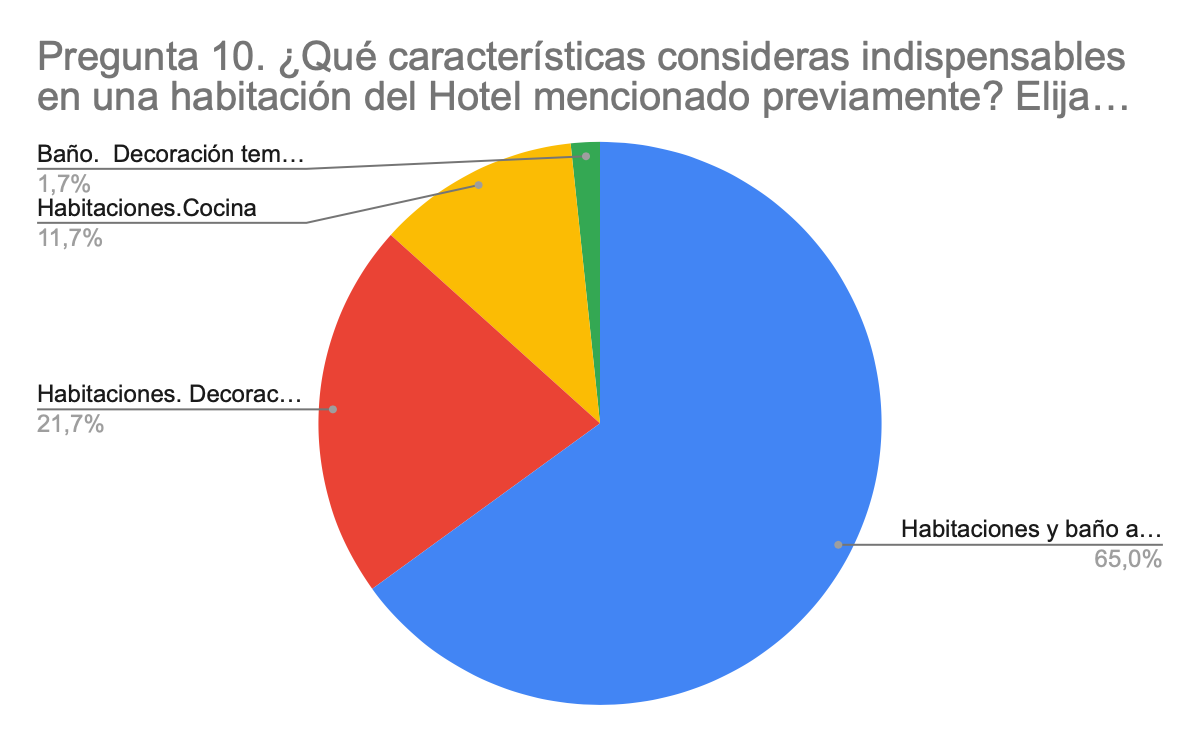 Pregunta 10. ¿Qué características consideras indispensables
en una habitación del Hotel mencionado previamente? Elija…
Baño.  Decoración tem…
1,7%
Habitaciones.Cocina
11,7%
Habitaciones. Decorac…
21,7%
Habitaciones y baño a…
65,0%